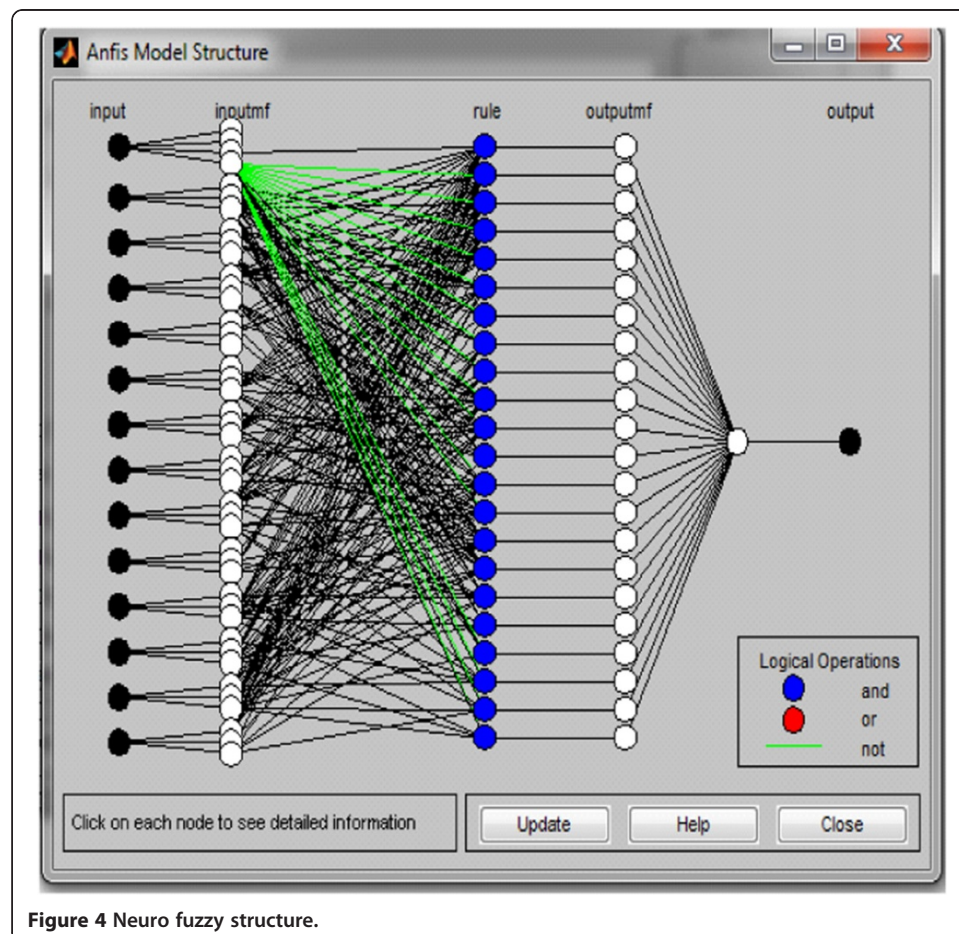 Anfis Model Structure
input inputmf rule outputmf output
Logical Operations
and
or
not
Click on each node to see detailed information
Update Help Close
Figure 4 Neuro fuzzy structure.